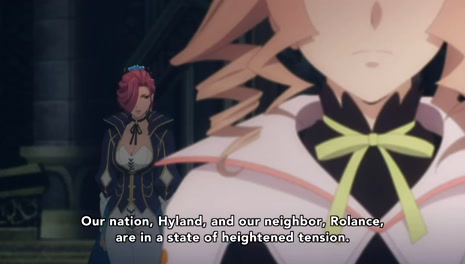 Our nation, Hyland, and our neighbor, Rolance,
are in a state of heightened tension.